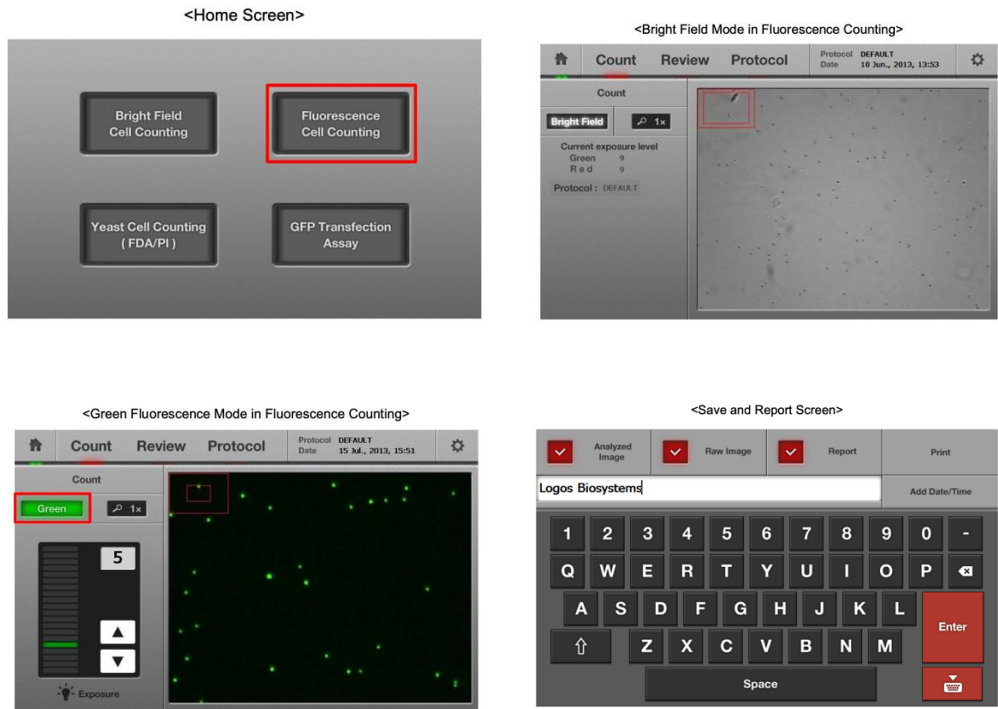 <Home Screen>
Bright Field
Cell Counting
Fluorescence
Cell Counting
Yeast Cell Counting
( FDA/PI )
GFP Transfection
Assay
<Bright Field Mode in Fluorescence Counting>
Count Review Protocol
Protocol DEFAULT
Date 10 Jun., 2013, 13:53
Count
Bright Field 1x
Current exposure level
Green 9
Red 9
Protocol : DEFAULT
<Green Fluorescence Mode in Fluorescence Counting>
Count Review Protocol
Protocol DEFAULT
Date 15 Jul., 2013, 15:51
Count
Green 1x
5
Exposure
<Save and Report Screen>
Analyzed
Image
Raw Image
Report
Print
Logos Biosystems
Add Date/Time
1 2 3 4 5 6 7 8 9 0 -
Q W E R T Y U I O P
A S D F G H J K L
Enter
Z X C V B N M
Space